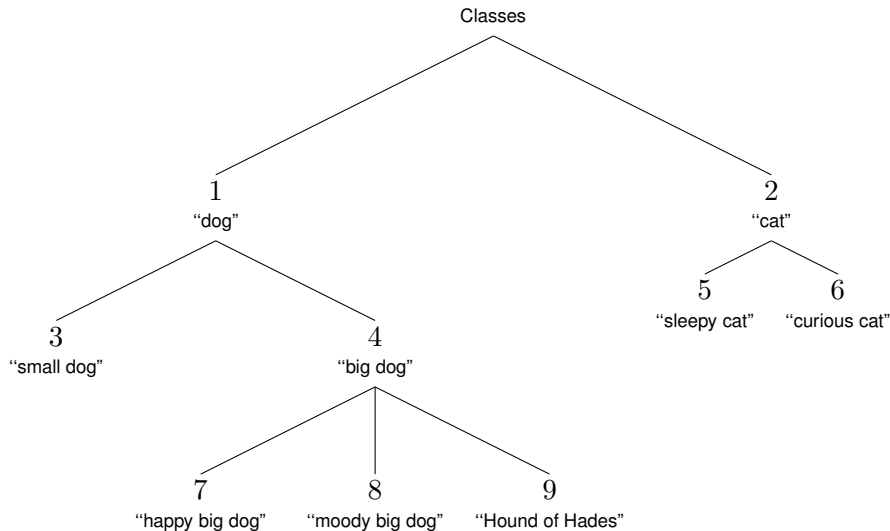 Classes
1
2
“dog”
“cat”
5
6
“sleepy cat”
“curious cat”
3
4
“small dog”
“big dog”
7
8
9
“happy big dog”
“moody big dog”
“Hound of Hades”